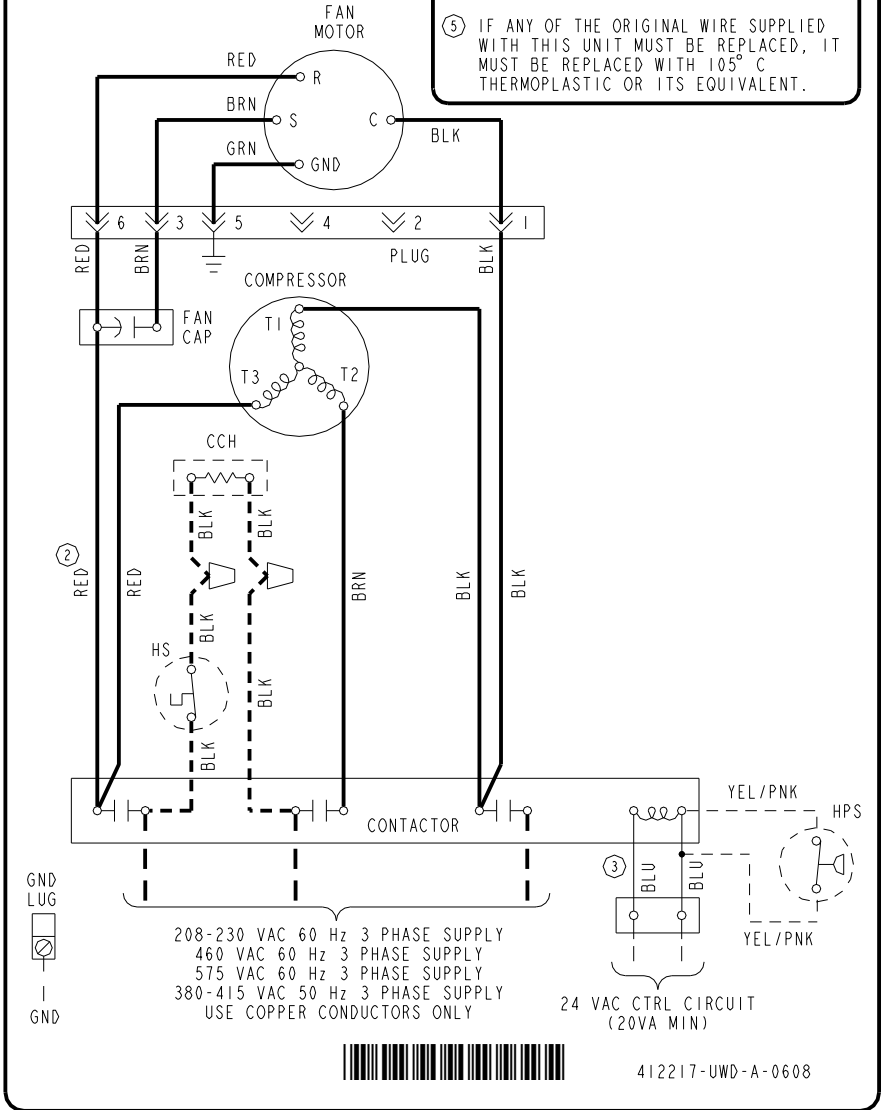 FAN
MOTOR
5 IF ANY OF THE ORIGINAL WIRE SUPPLIED
WITH THIS UNIT MUST BE REPLACED, IT
MUST BE REPLACED WITH 105° C
THERMOPLASTIC OR ITS EQUIVALENT.
RED
R
BRN
S
C
BLK
GRN
GND
6
3
5
4
2
1
PLUG
RED
BRN
BLK
COMPRESSOR
FAN
CAP
T1
T3
T2
CCH
BLK
BLK
2
RED
RED
BRN
BLK
BLK
BLK
HS
BLK
BLK
CONTACTOR
YEL/PNK
HPS
3
BLU
BLU
YEL/PNK
GND
LUG
GND
208-230 VAC 60 Hz 3 PHASE SUPPLY
460 VAC 60 Hz 3 PHASE SUPPLY
575 VAC 60 Hz 3 PHASE SUPPLY
380-415 VAC 50 Hz 3 PHASE SUPPLY
USE COPPER CONDUCTORS ONLY
24 VAC CTRL CIRCUIT
(20VA MIN)
412217-UWD-A-0608